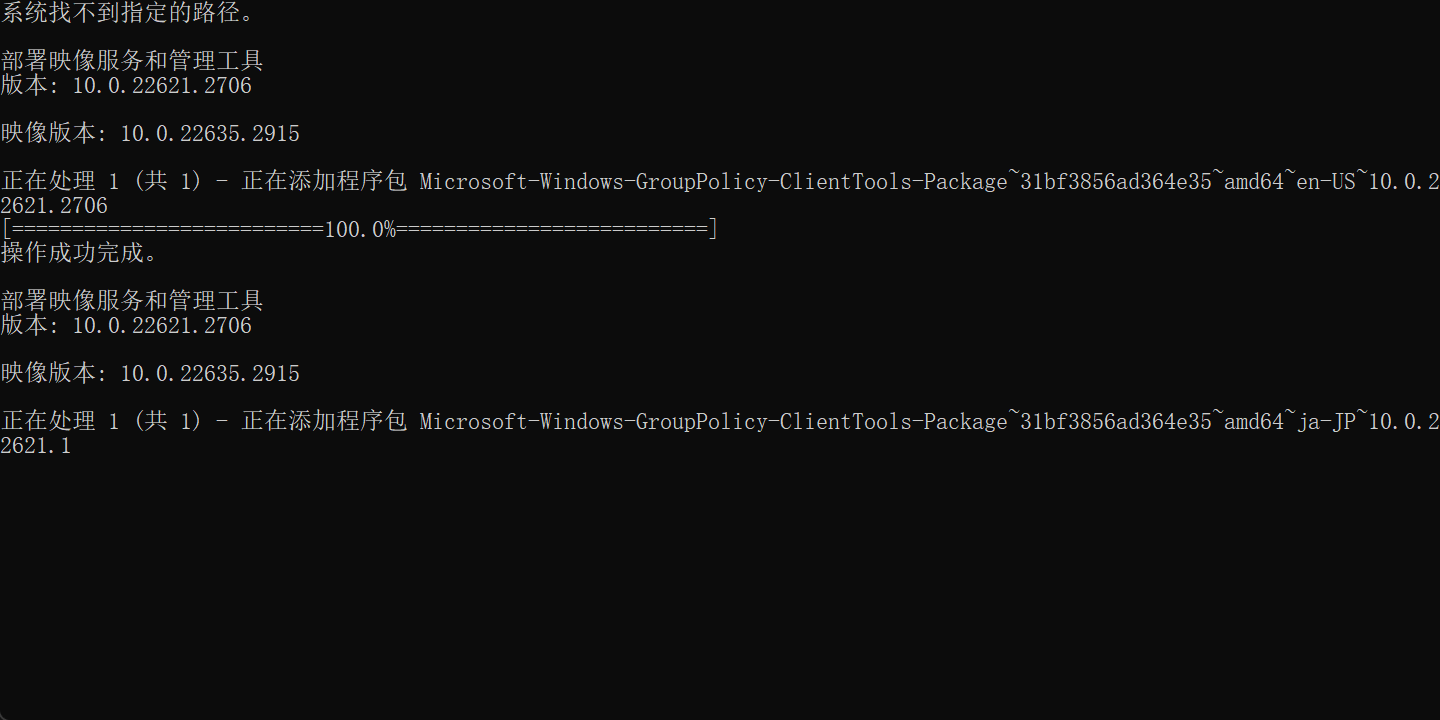 系统找不到指定的路径。
部署映像服务和管理工具
版本: 10.0.22621.2706
映像版本: 10.0.22635.2915
正在处理 1 (共 1) - 正在添加程序包 Microsoft-Windows-GroupPolicy-ClientTools-Package~31bf3856ad364e35~amd64~en-US~10.0.2
2621.2706
[==========================100.0%==========================]
操作成功完成。
部署映像服务和管理工具
版本: 10.0.22621.2706
映像版本: 10.0.22635.2915
正在处理 1 (共 1) - 正在添加程序包 Microsoft-Windows-GroupPolicy-ClientTools-Package~31bf3856ad364e35~amd64~ja-JP~10.0.2
2621.1